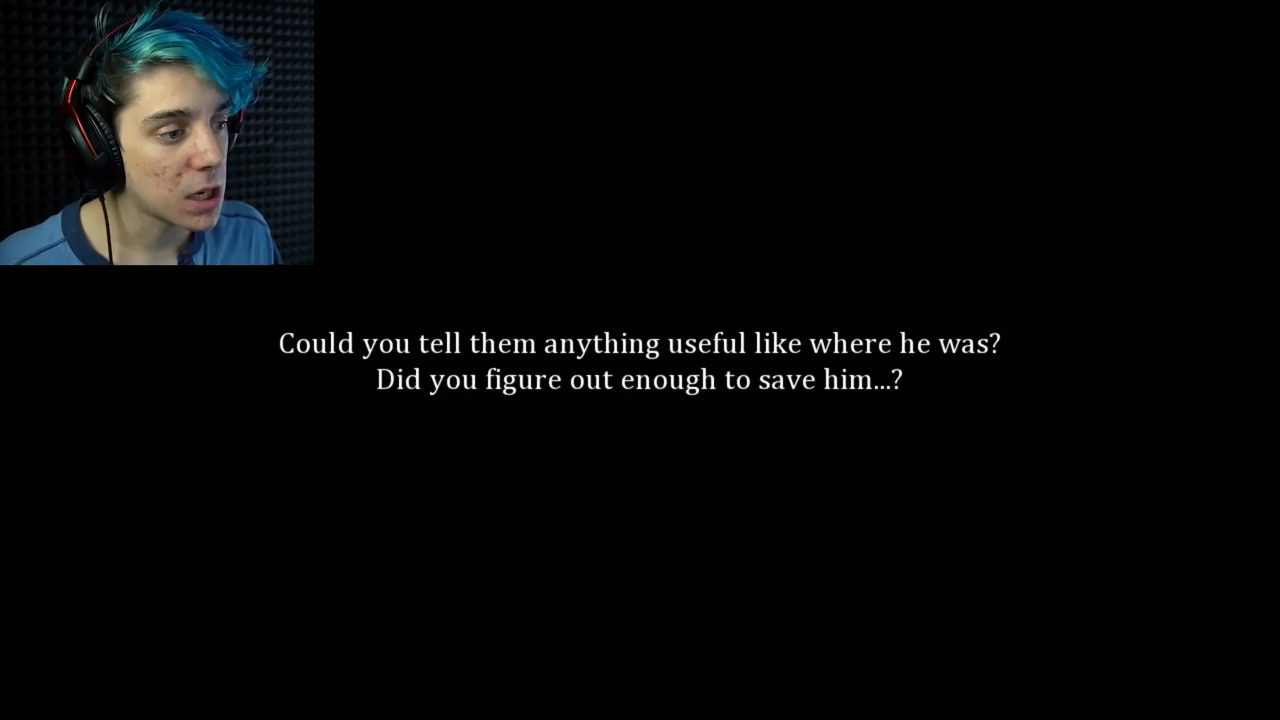 Could you tell them anything useful like where he was?
Did you figure out enough to save him...?